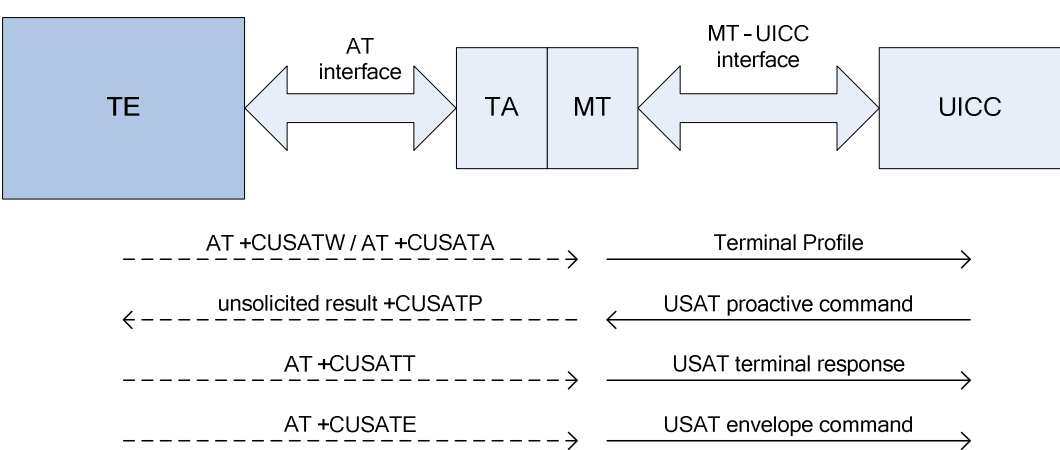 AT
interface
MT-UICC
interface
TE
TA
MT
UICC
AT +CUSATW / AT +CUSATA
Terminal Profile
unsolicited result +CUSATP
USAT proactive command
AT +CUSATT
USAT terminal response
AT +CUSATE
USAT envelope command